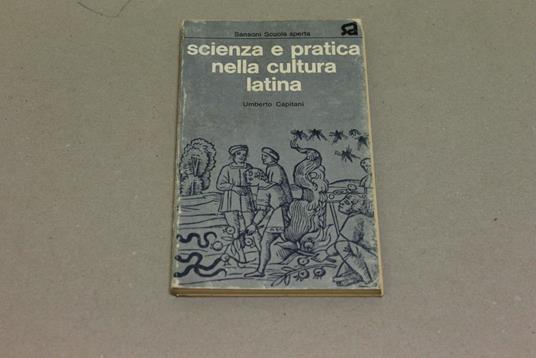 Sansoni Scuola aperta
scienza e pratica
nella cultura
latina
Umberto Capitani